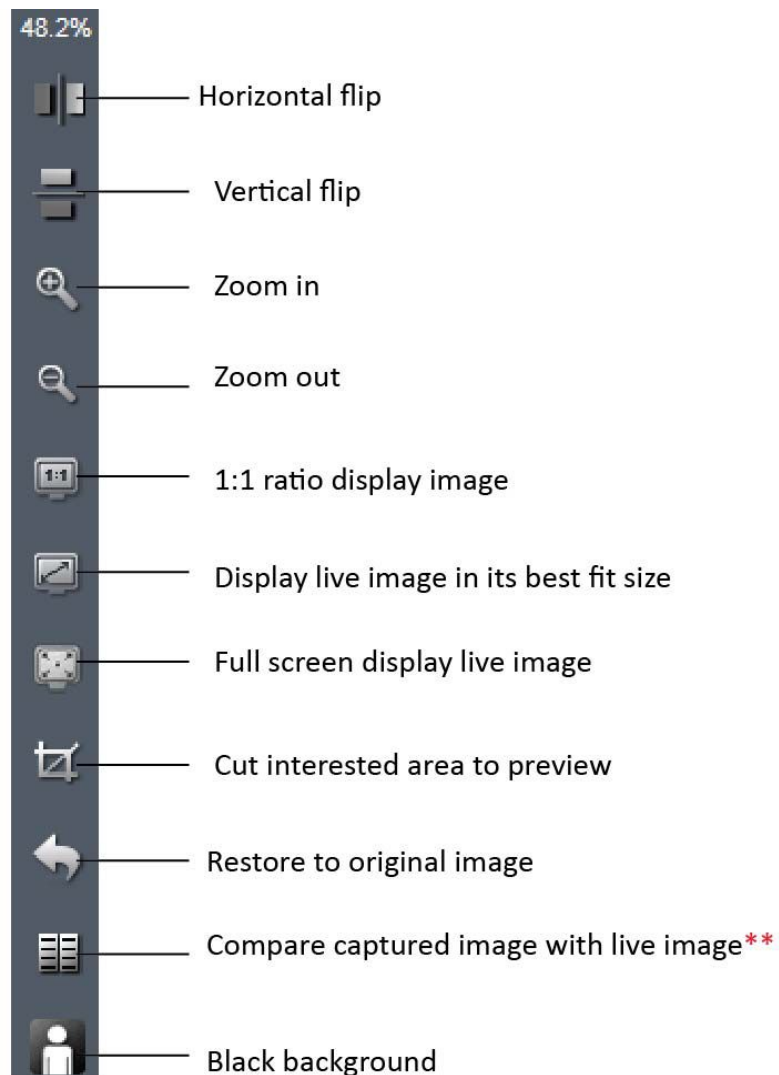 48.2%
Horizontal flip
Vertical flip
Zoom in
Zoom out
1:1
1:1 ratio display image
Display live image in its best fit size
Full screen display live image
Cut interested area to preview
Restore to original image
Compare captured image with live image**
Black background